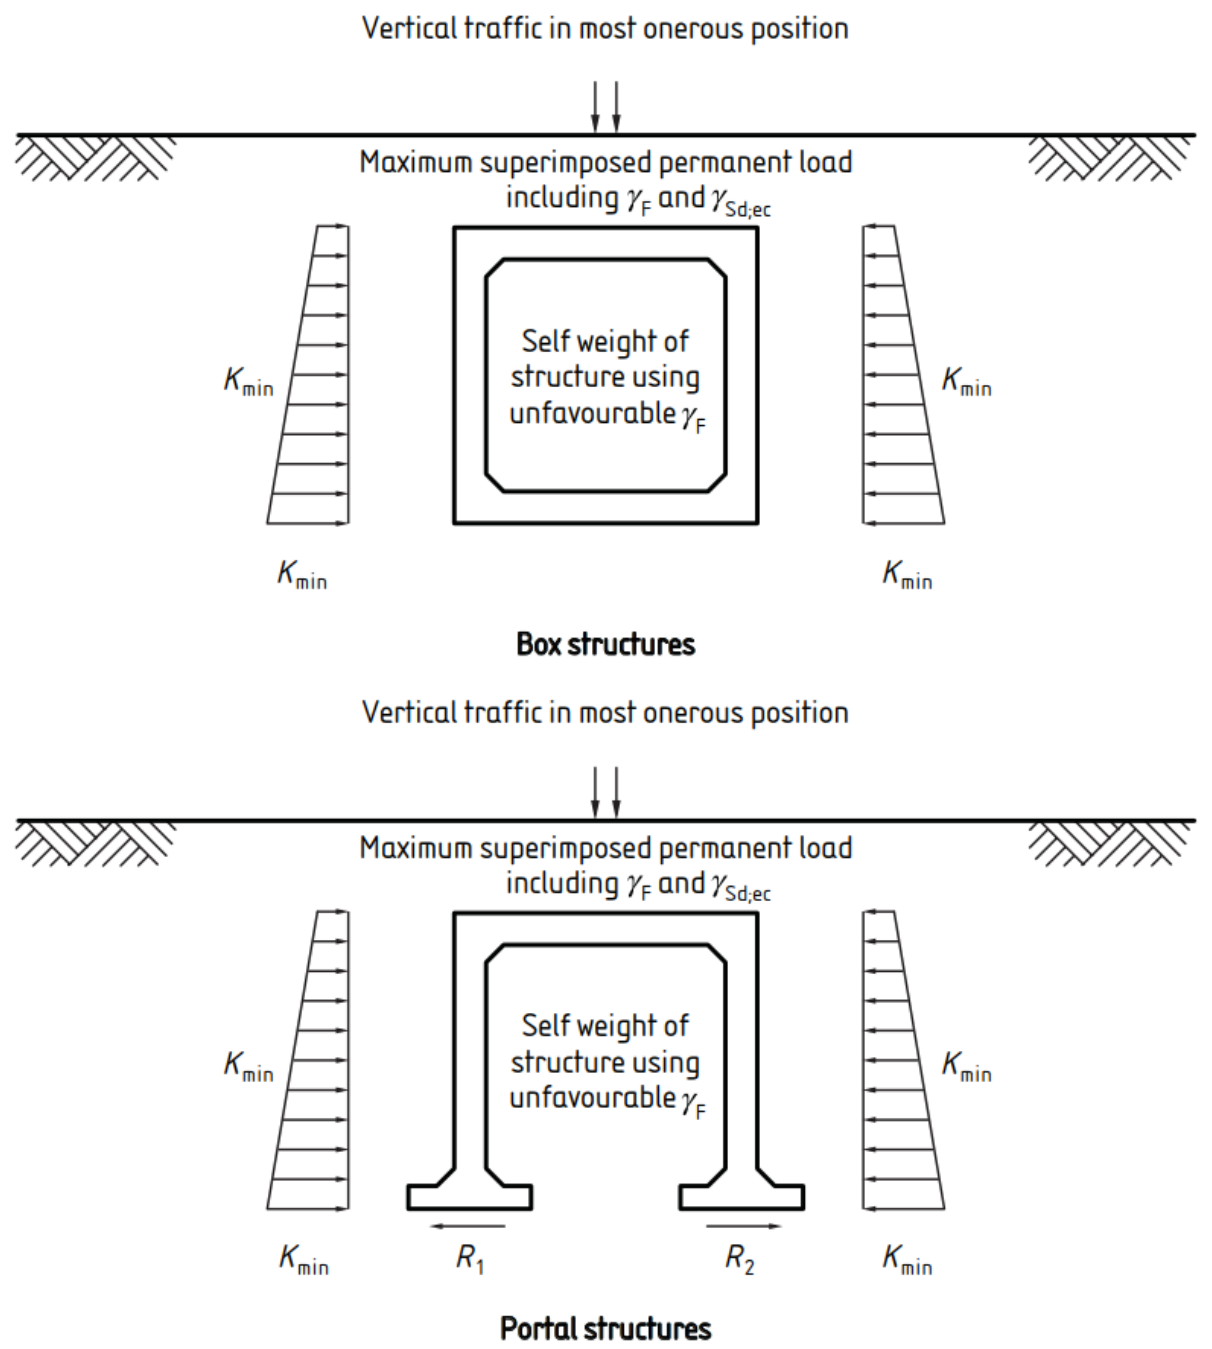 Vertical traffic in most onerous position
Maximum superimposed permanent load
including γF and γSd;ec
Self weight of
structure using
unfavourable γF
Kmin
Kmin
Kmin
Kmin
Box structures
Vertical traffic in most onerous position
Maximum superimposed permanent load
including γF and γSd;ec
Self weight of
structure using
unfavourable γF
Kmin
Kmin
Kmin
R1
R2
Kmin
Portal structures